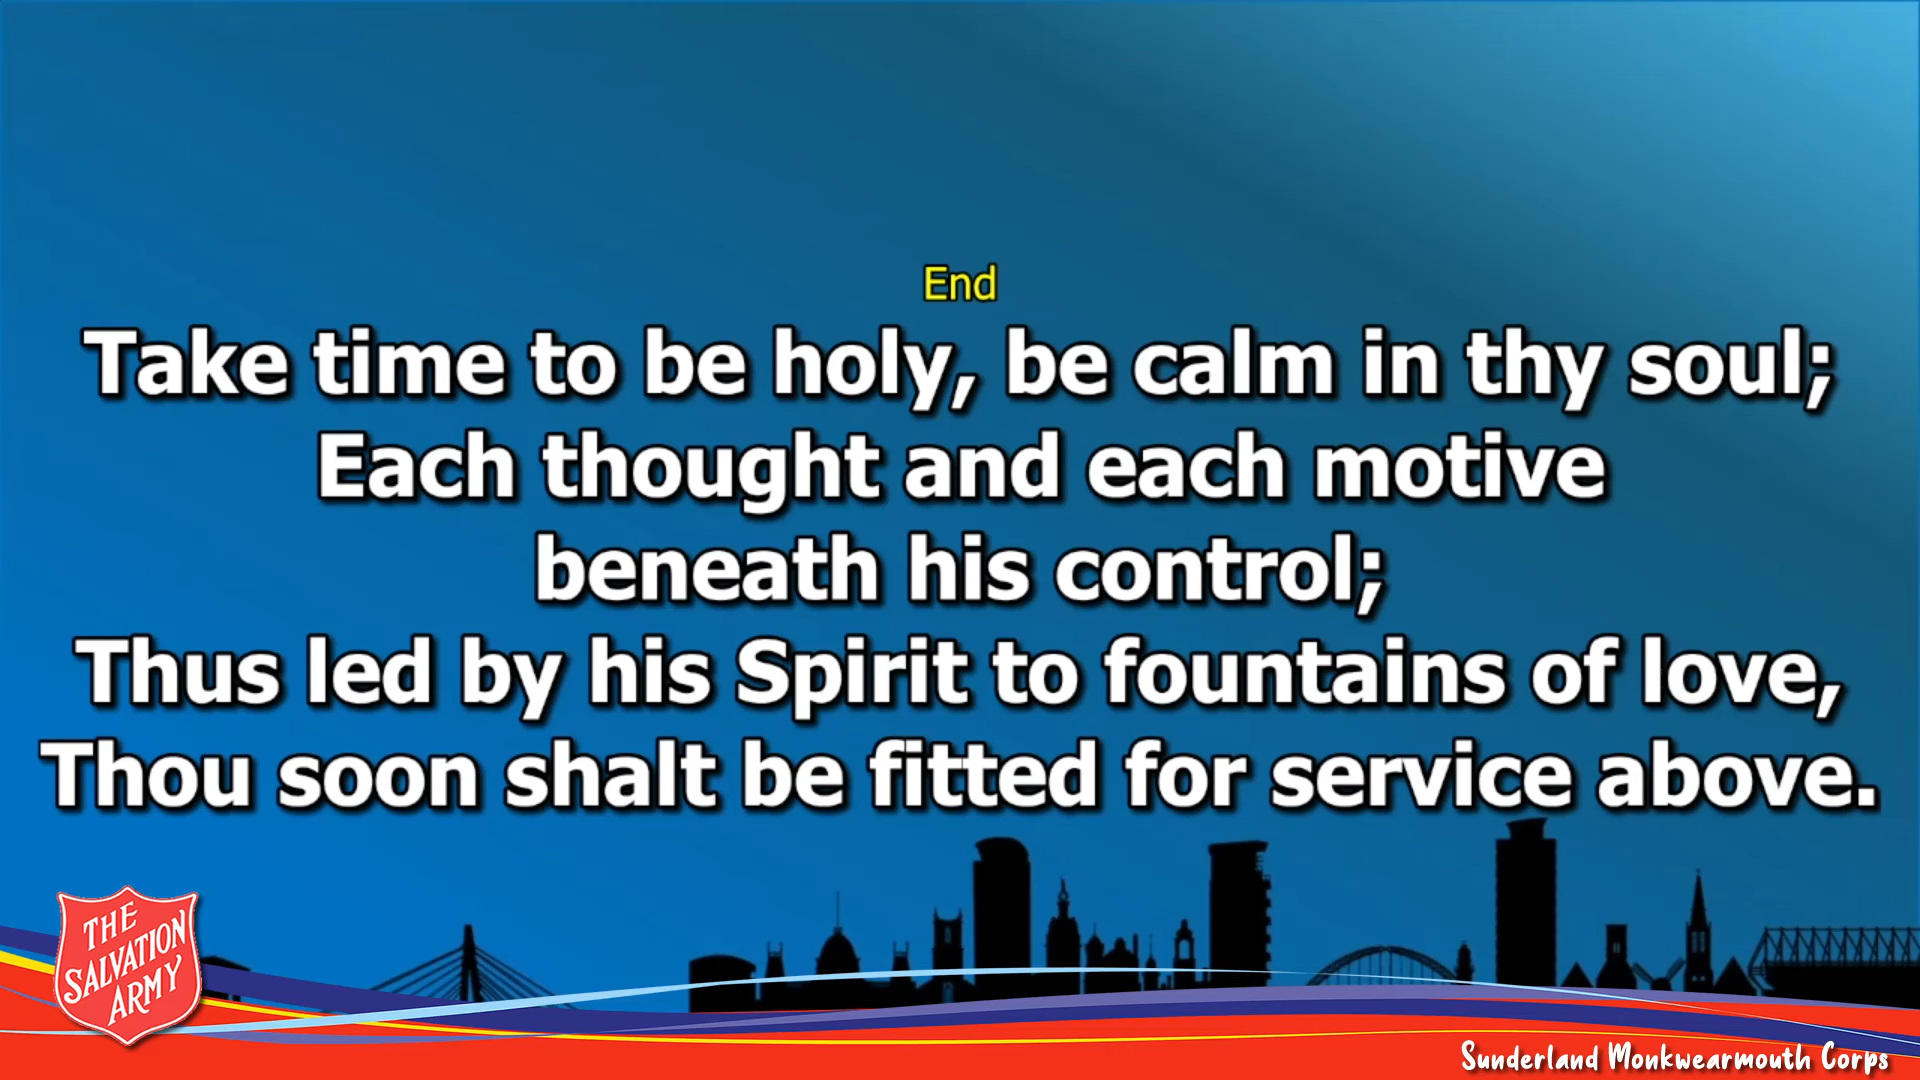 End
Take time to be holy, be calm in thy soul;
Each thought and each motive
beneath his control;
Thus led by his Spirit to fountains of love,
Thou soon shalt be fitted for service above.
THE
SALVATION
ARMY
Sunderland Monkwearmouth Corps